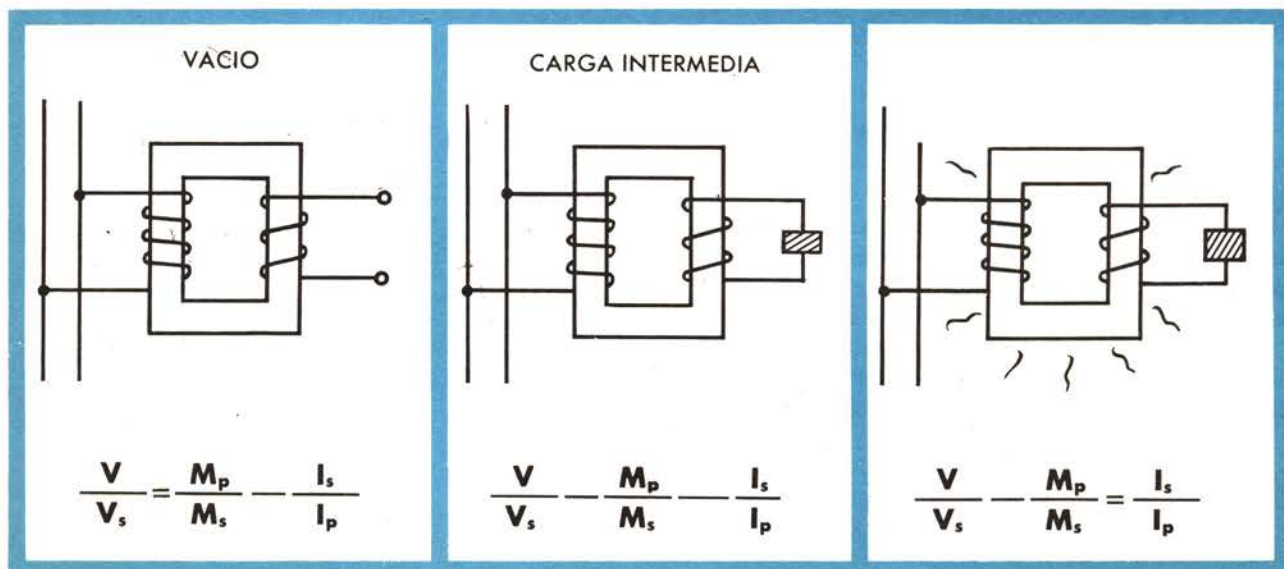 VACIO
V/Vs = Mp/Ms — Is/Ip
CARGA INTERMEDIA
V/Vs — Mp/Ms — Is/Ip
V/Vs — Mp/Ms = Is/Ip